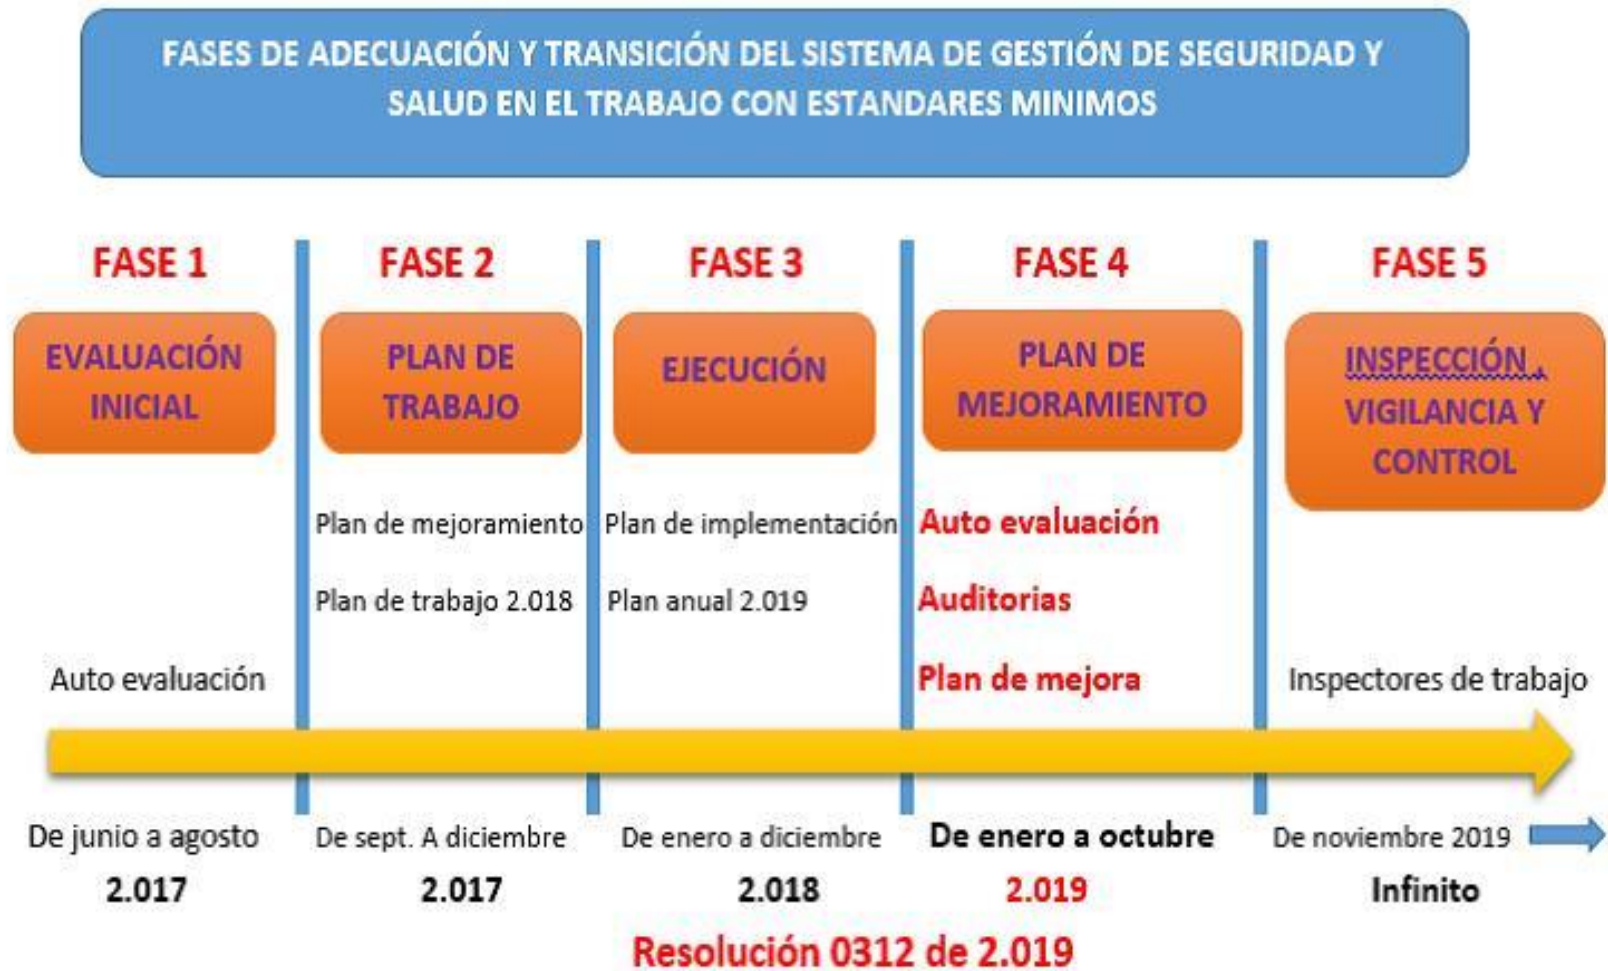 FASES DE ADECUACIÓN Y TRANSICIÓN DEL SISTEMA DE GESTIÓN DE SEGURIDAD Y
SALUD EN EL TRABAJO CON ESTANDARES MINIMOS
FASE 1
EVALUACIÓN
INICIAL
Auto evaluación
De junio a agosto
2.017
FASE 2
PLAN DE
TRABAJO
Plan de mejoramiento
Plan de trabajo 2.018
De sept. A diciembre
2.017
FASE 3
EJECUCIÓN
Plan de implementación
Plan anual 2.019
De enero a diciembre
2.018
FASE 4
PLAN DE
MEJORAMIENTO
Auto evaluación
Auditorias
Plan de mejora
De enero a octubre
2.019
FASE 5
INSPECCIÓN ,
VIGILANCIA Y
CONTROL
Inspectores de trabajo
De noviembre 2019
Infinito
Resolución 0312 de 2.019